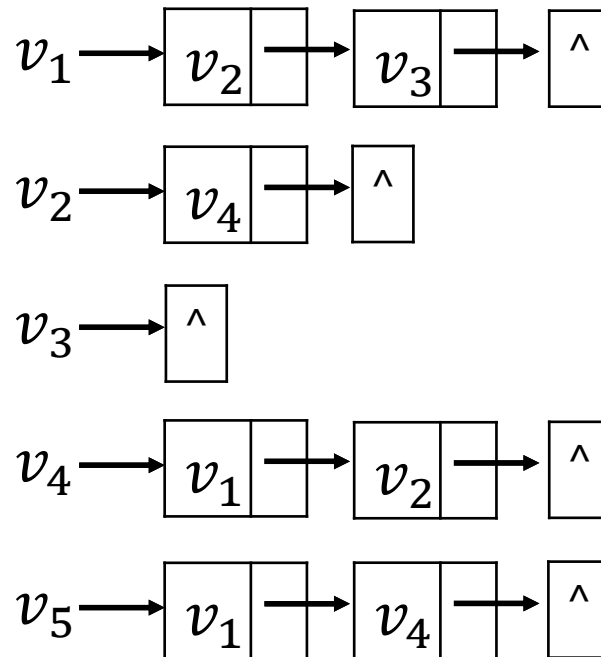 v₁ v₂ v₃ ^
v₂ v₄ ^
v₃ ^
v₄ v₁ v₂ ^
v₅ v₁ v₄ ^